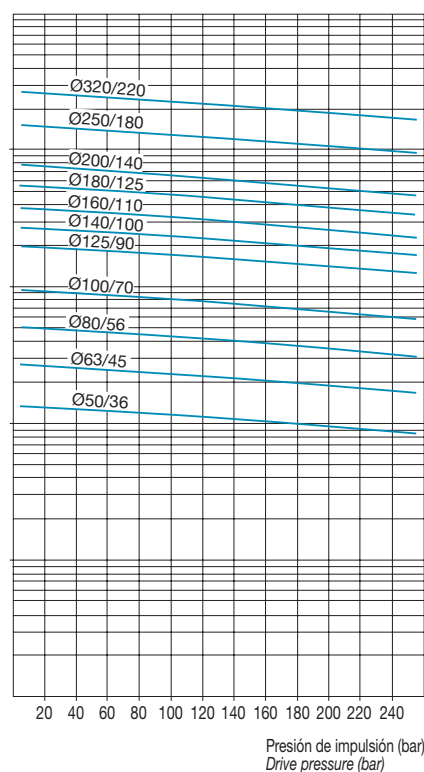 Ø320/220
Ø250/180
Ø200/140
Ø180/125
Ø160/110
Ø140/100
Ø125/90
Ø100/70
Ø80/56
Ø63/45
Ø50/36
20 40 60 80 100 120 140 160 180 200 220 240
Presión de impulsión (bar)
Drive pressure (bar)